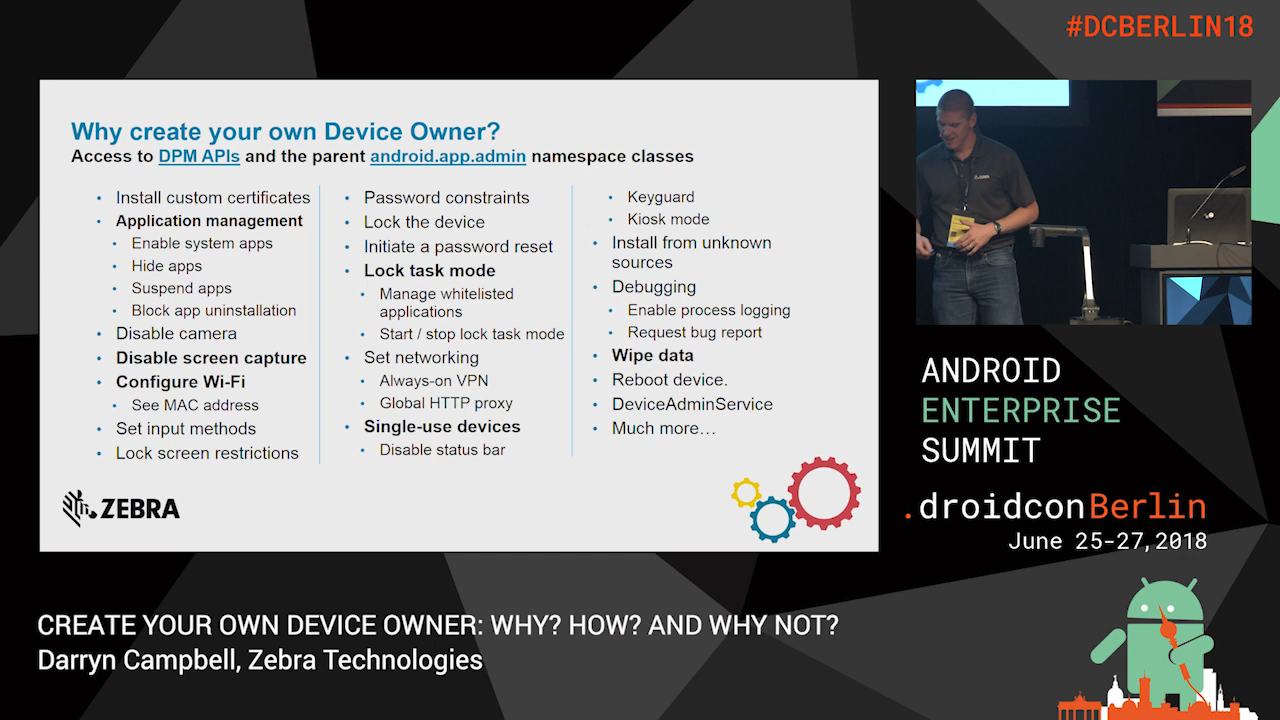 #DCBERLIN18
Why create your own Device Owner?
Access to DPM APIs and the parent android.app.admin namespace classes
• Install custom certificates
• Application management
• Enable system apps
• Hide apps
• Suspend apps
• Block app uninstallation
• Disable camera
• Disable screen capture
• Configure Wi-Fi
• See MAC address
• Set input methods
• Lock screen restrictions
• Password constraints
• Lock the device
• Initiate a password reset
• Lock task mode
• Manage whitelisted
applications
• Start / stop lock task mode
• Set networking
• Always-on VPN
• Global HTTP proxy
• Single-use devices
• Disable status bar
• Keyguard
• Kiosk mode
• Install from unknown
sources
• Debugging
• Enable process logging
• Request bug report
• Wipe data
• Reboot device.
• DeviceAdminService
• Much more…
ZEBRA
ANDROID
ENTERPRISE
SUMMIT
.droidconBerlin
June 25-27,2018
CREATE YOUR OWN DEVICE OWNER: WHY? HOW? AND WHY NOT?
Darryn Campbell, Zebra Technologies